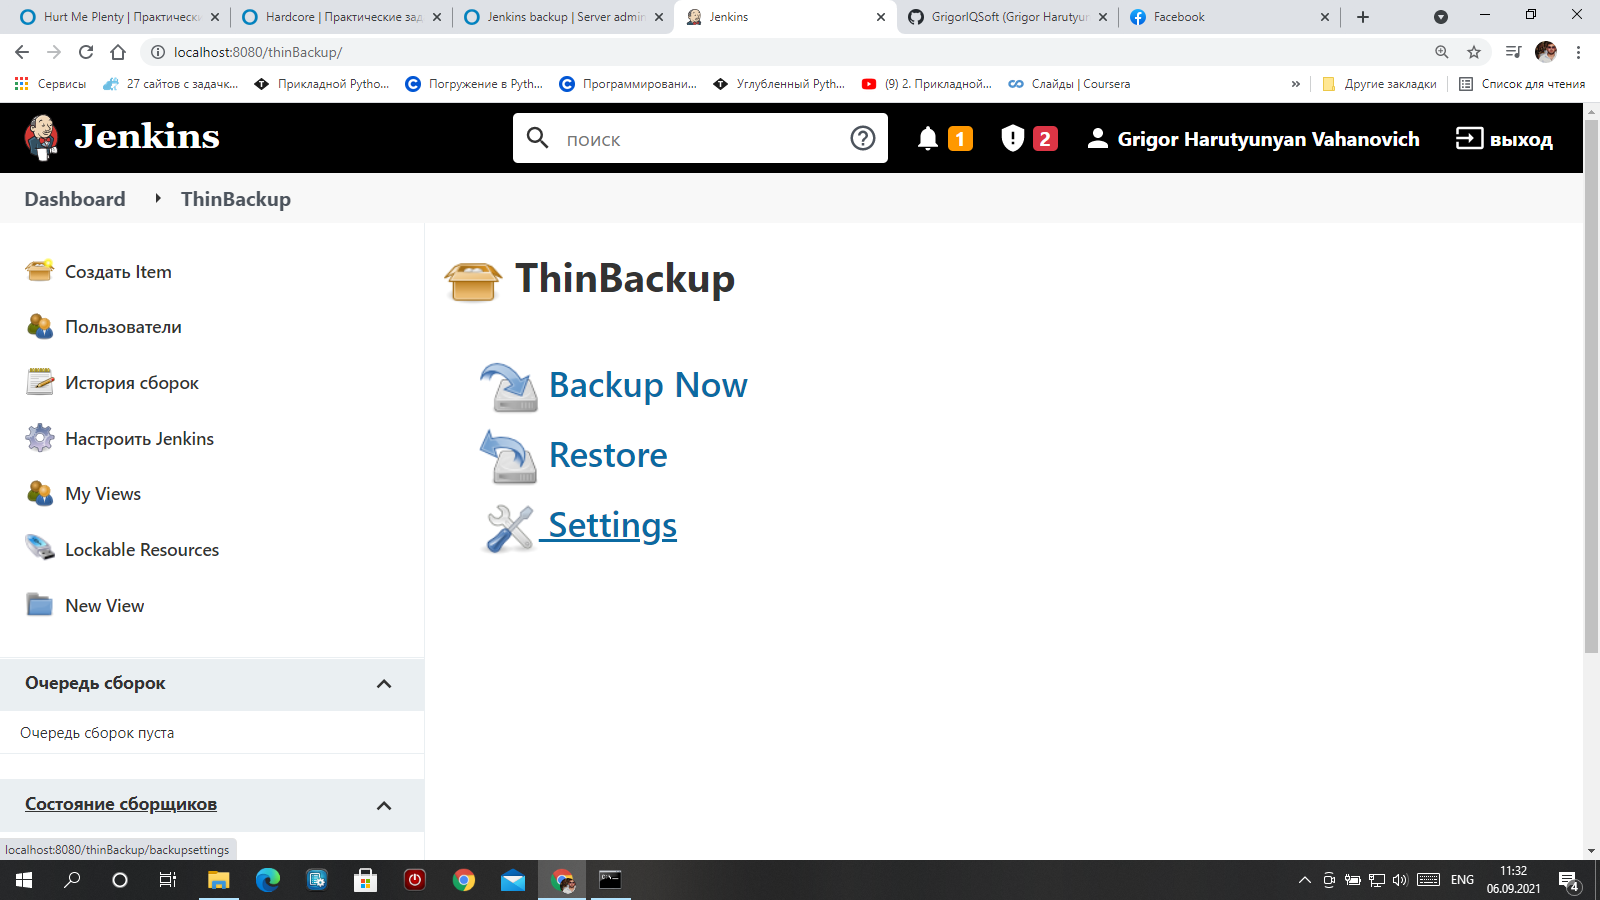 Hurt Me Plenty | Практически
Hardcore | Практические зад
Jenkins backup | Server admin
Jenkins
GrigorIQSoft (Grigor Harutyun
Facebook
localhost:8080/thinBackup/
Сервисы
27 сайтов с задачк...
Прикладной Pytho...
Погружение в Pyth...
Программировани...
Углубленный Pyth...
(9) 2. Прикладной...
Слайды | Coursera
»
Другие закладки
Список для чтения
Jenkins
поиск
1
2
Grigor Harutyunyan Vahanovich
выход
Dashboard
ThinBackup
Создать Item
Пользователи
История сборок
Настроить Jenkins
My Views
Lockable Resources
New View
Очередь сборок
Очередь сборок пуста
Состояние сборщиков
ThinBackup
Backup Now
Restore
Settings
localhost:8080/thinBackup/backupsettings
ENG
11:32
06.09.2021
4